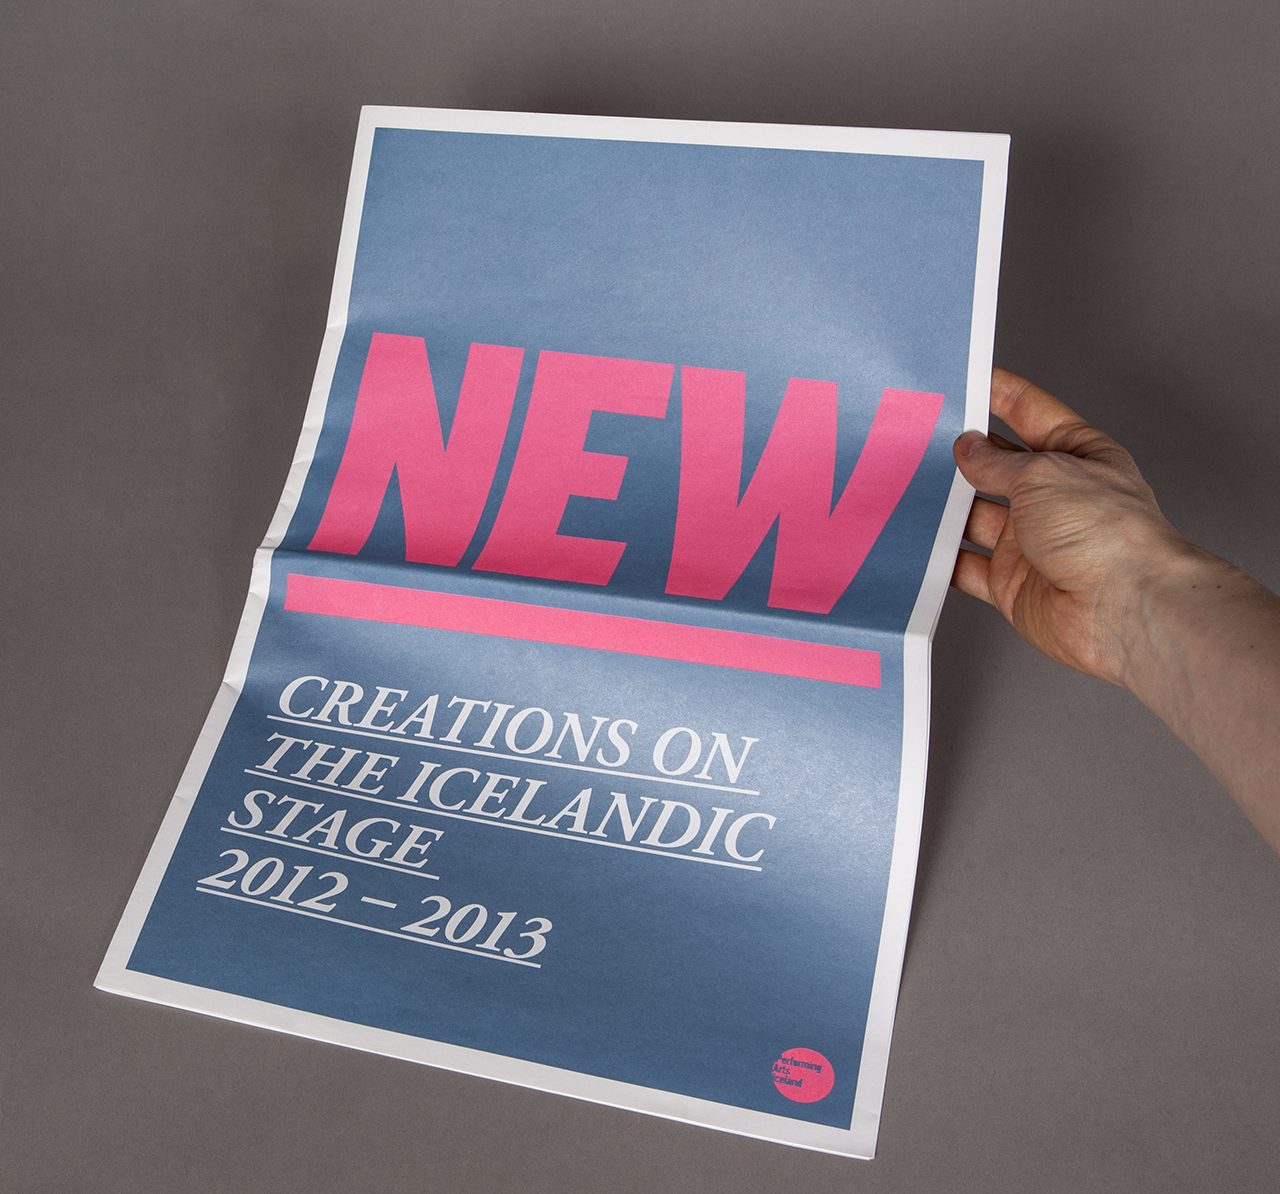 NEW
CREATIONS ON
THE ICELANDIC
STAGE
2012 – 2013
Performing
Arts
Iceland